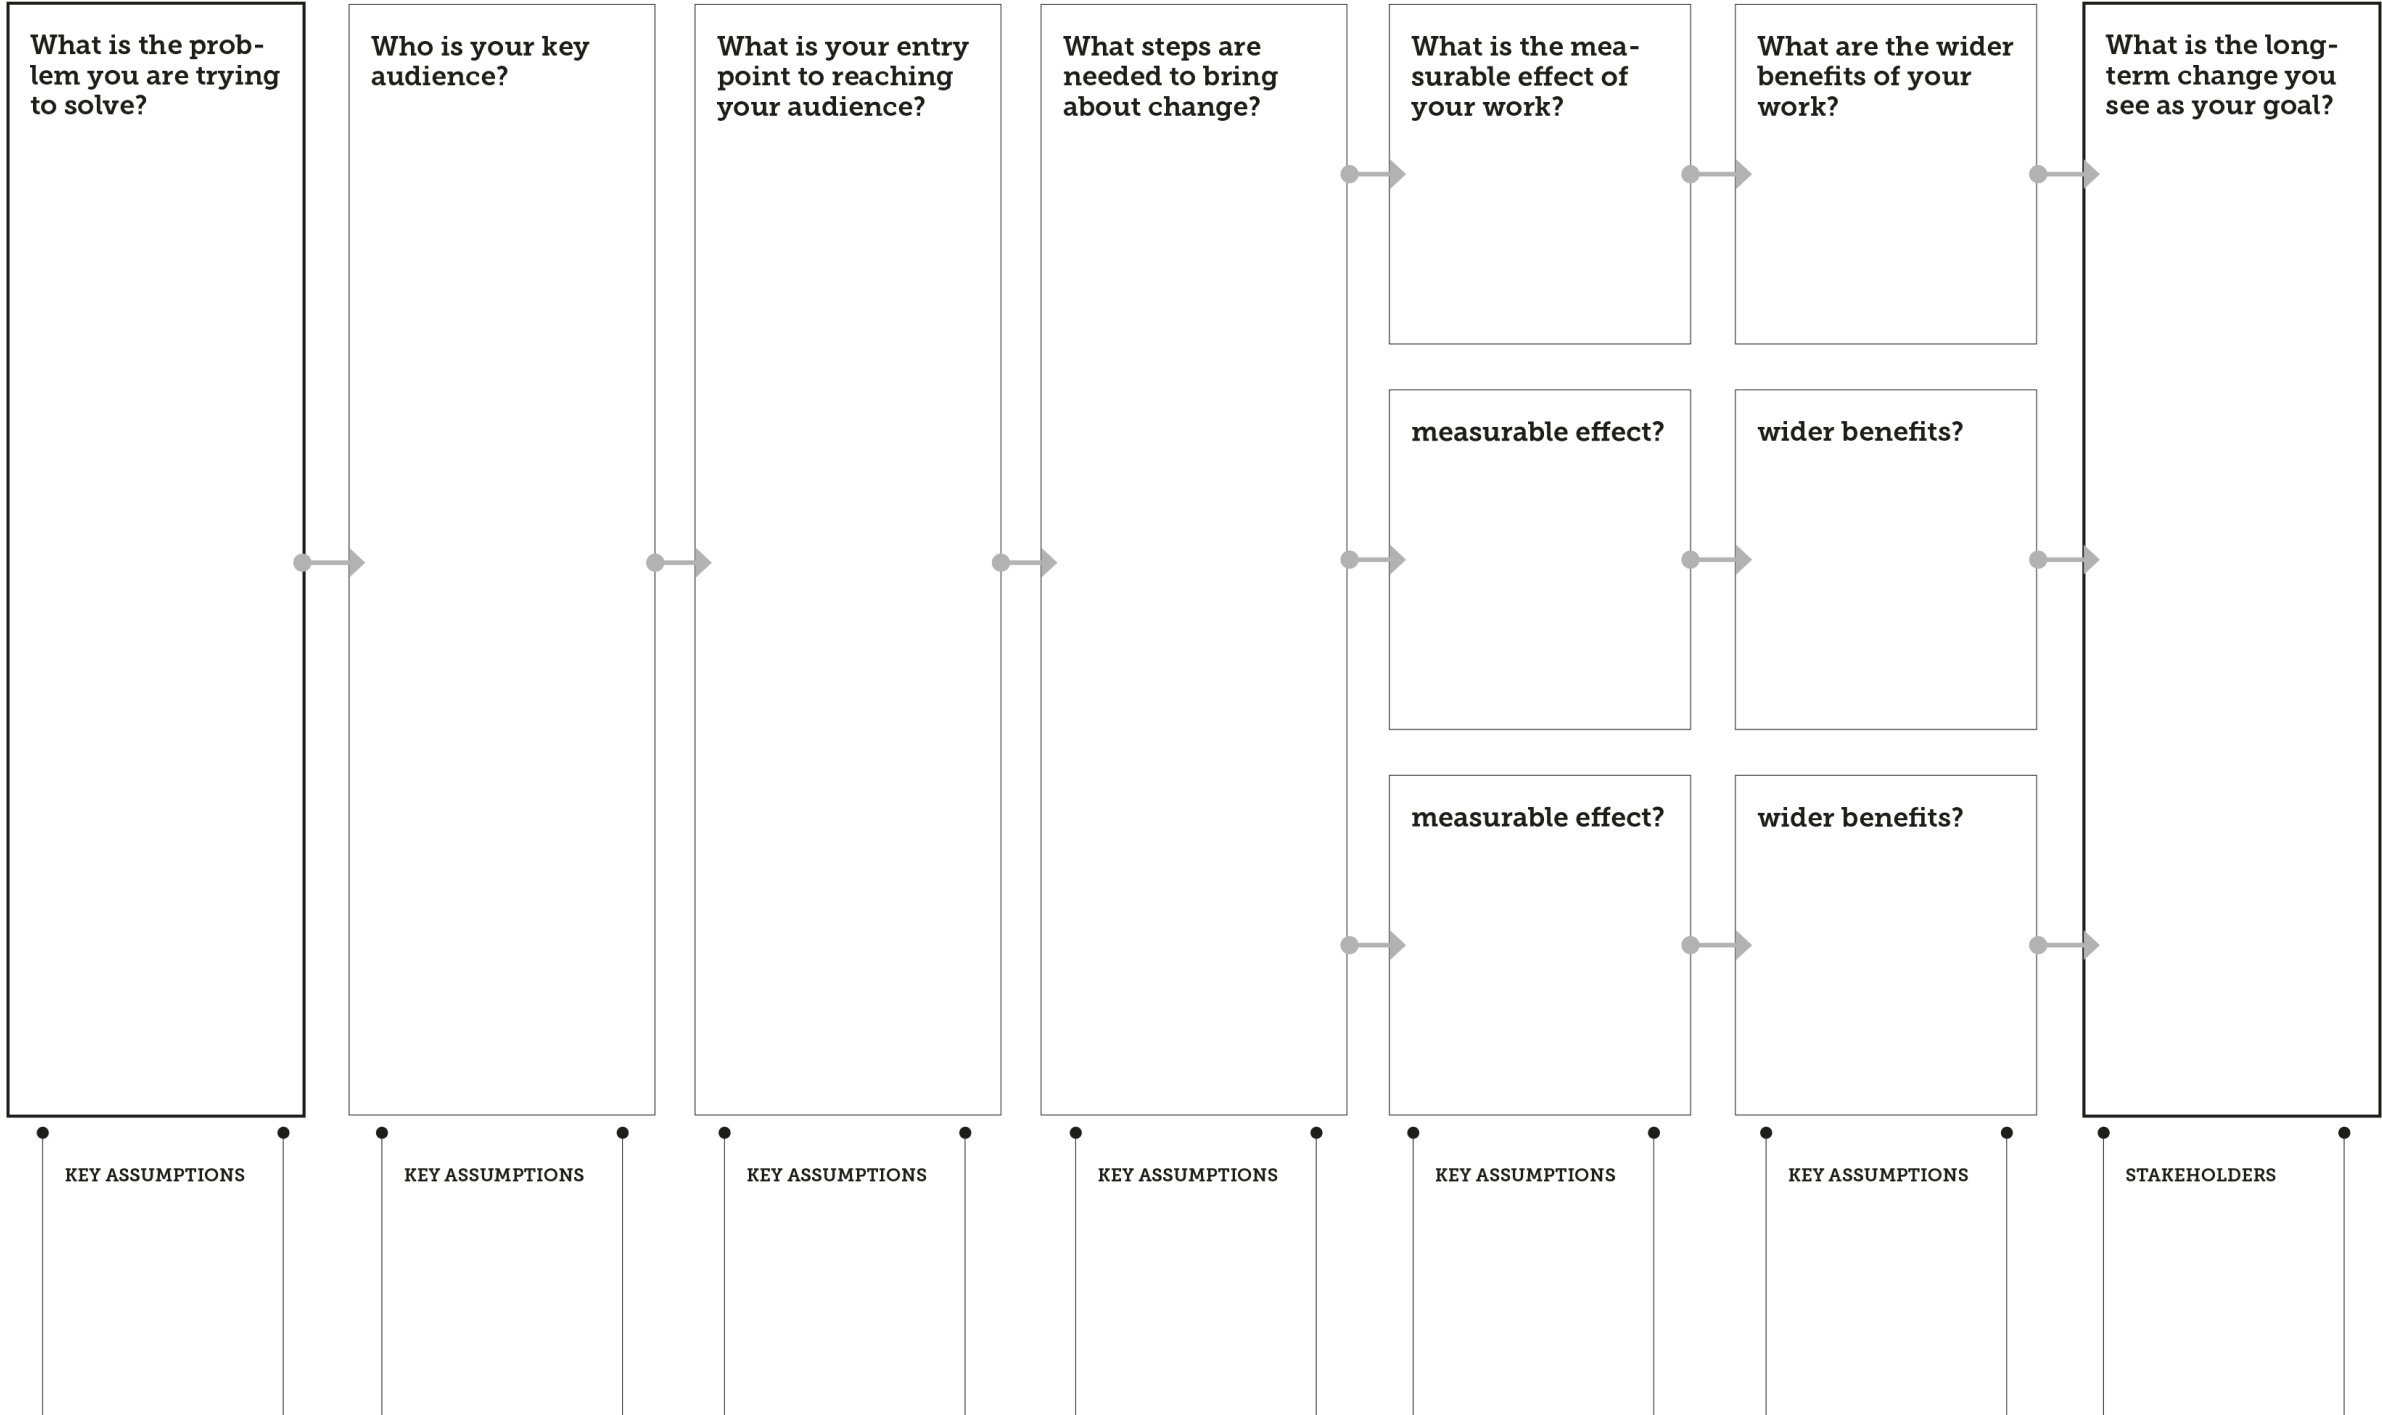 What is the prob-
lem you are trying
to solve?
Who is your key
audience?
What is your entry
point to reaching
your audience?
What steps are
needed to bring
about change?
What is the mea-
surable effect of
your work?
What are the wider
benefits of your
work?
What is the long-
term change you
see as your goal?
measurable effect?
wider benefits?
measurable effect?
wider benefits?
KEY ASSUMPTIONS
KEY ASSUMPTIONS
KEY ASSUMPTIONS
KEY ASSUMPTIONS
KEY ASSUMPTIONS
KEY ASSUMPTIONS
STAKEHOLDERS